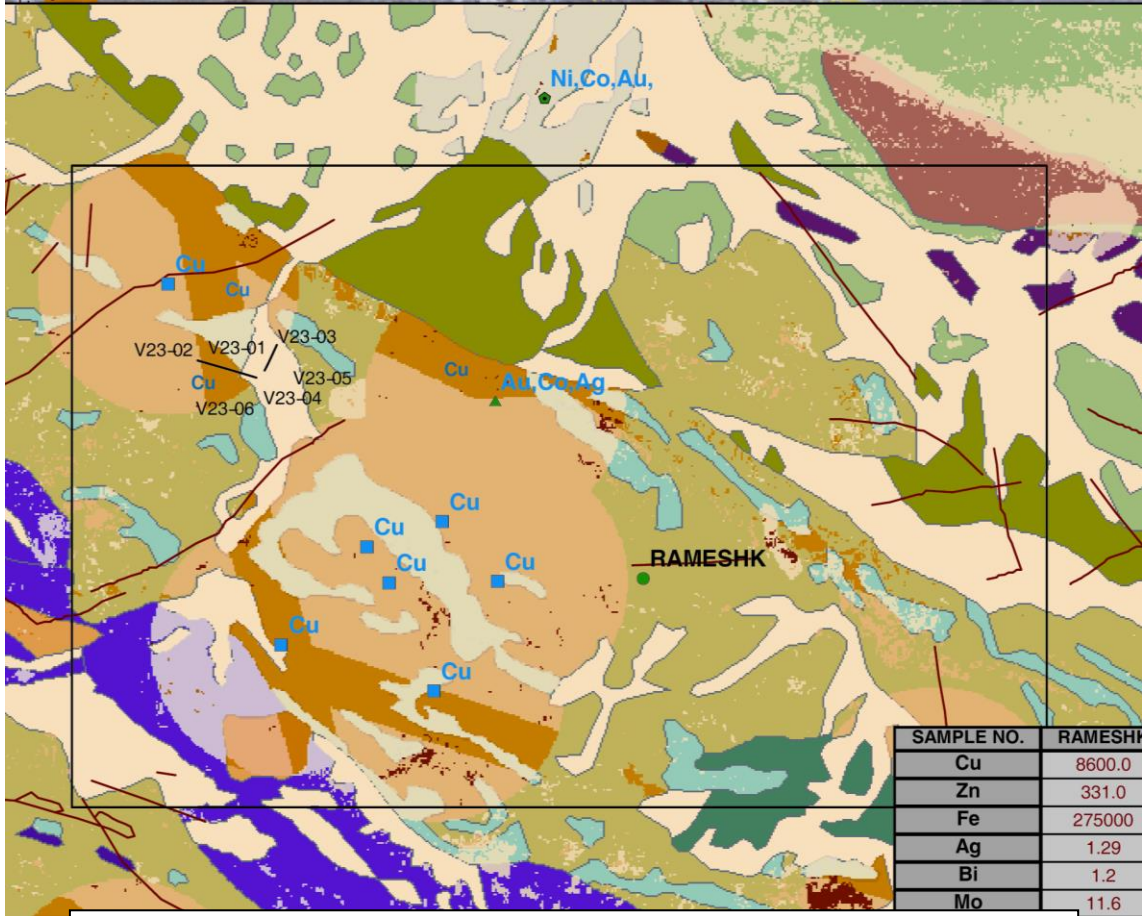 Ni,Co,Au,
Cu
Cu
V23-03
V23-02
V23-01
V23-05
Cu
V23-04
V23-06
Cu
Au,Co,Ag
Cu
Cu
Cu
Cu
RAMESHK
Cu
Cu
SAMPLE NO. RAMESHK
Cu 8600.0
Zn 331.0
Fe 275000
Ag 1.29
Bi 1.2
Mo 11.6